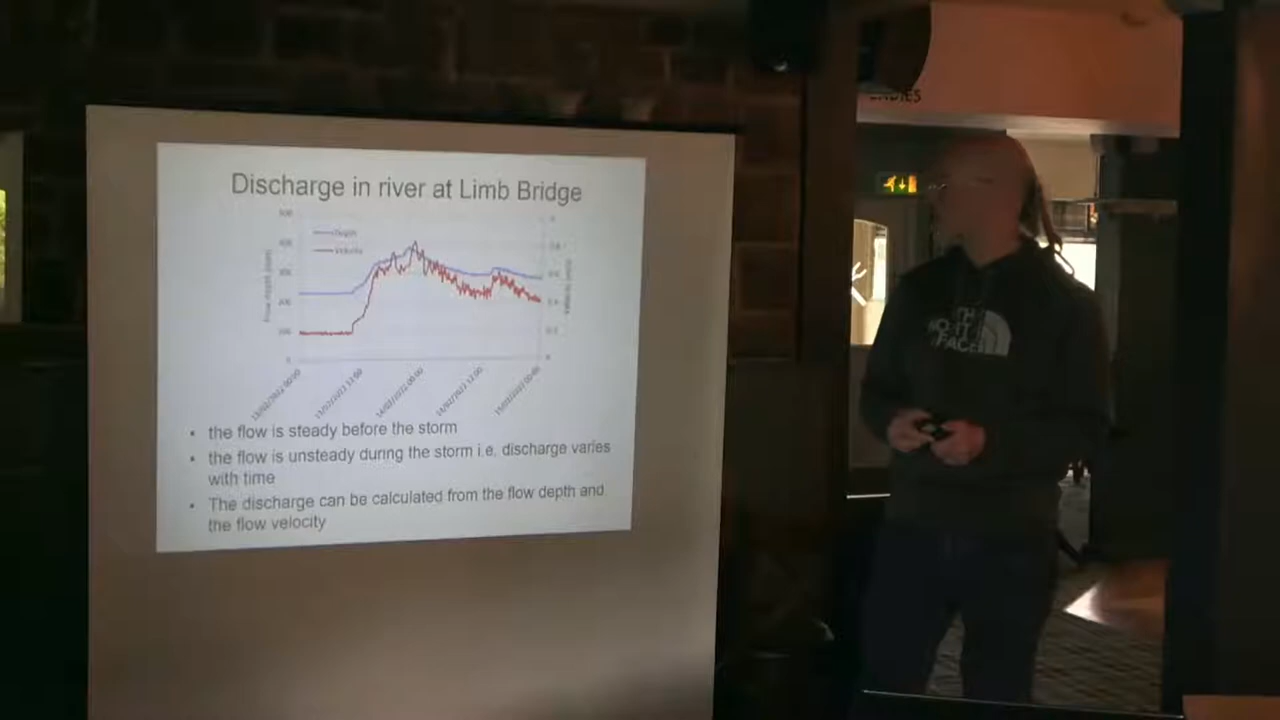 Discharge in river at Limb Bridge
Depth
Velocity
• the flow is steady before the storm
• the flow is unsteady during the storm i.e. discharge varies
with time
• The discharge can be calculated from the flow depth and
the flow velocity
THE
NORTH
FACE